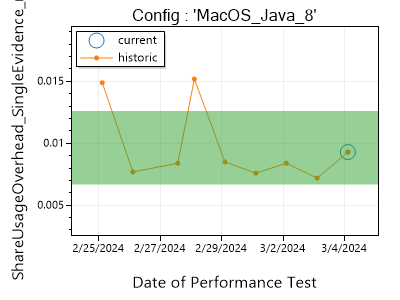 Config : 'MacOS_Java_8'
current
historic
ShareUsageOverhead_SingleEvidence_
0.015
0.01
0.005
2/25/2024
2/27/2024
2/29/2024
3/2/2024
3/4/2024
Date of Performance Test